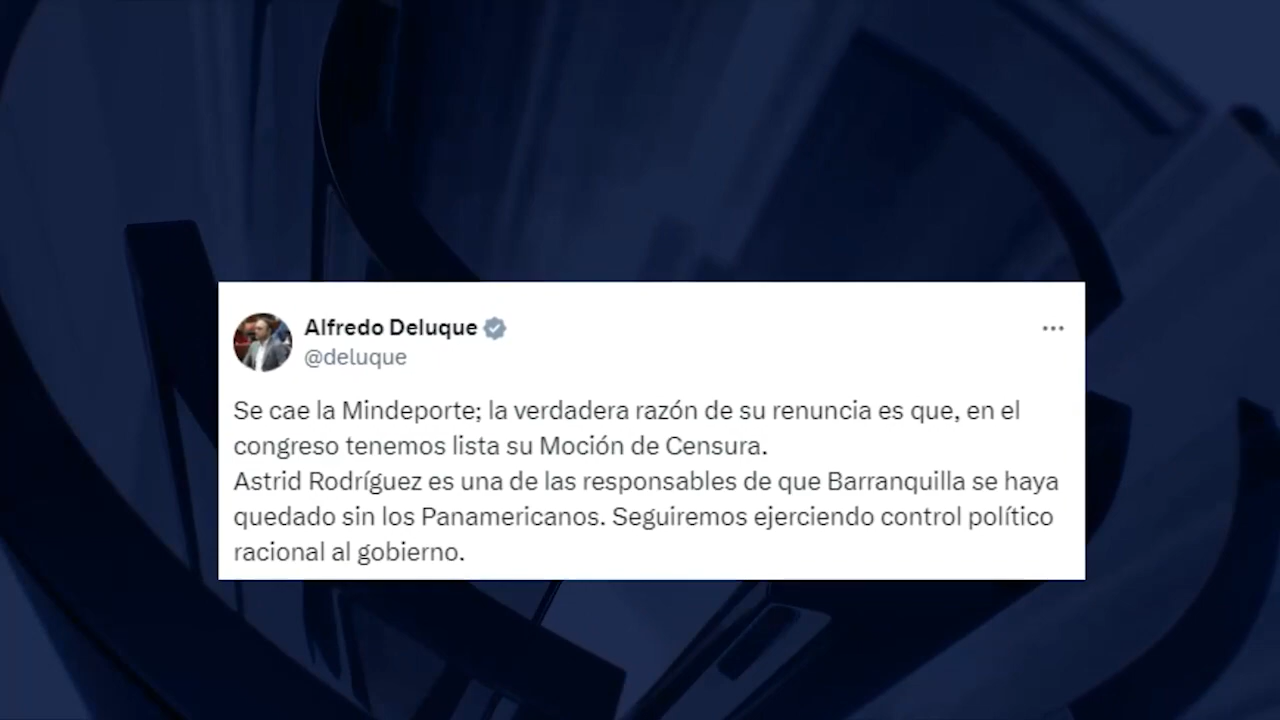 Alfredo Deluque
@deluque
Se cae la Mindeporte; la verdadera razón de su renuncia es que, en el
congreso tenemos lista su Moción de Censura.
Astrid Rodríguez es una de las responsables de que Barranquilla se haya
quedado sin los Panamericanos. Seguiremos ejerciendo control político
racional al gobierno.